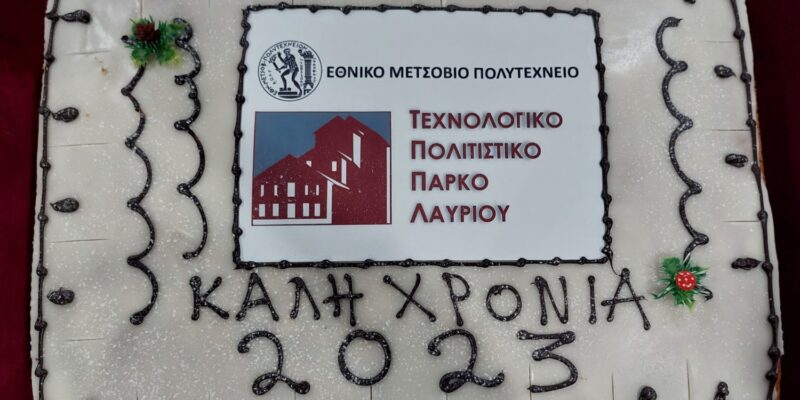 ΕΘΝΙΚΟ ΜΕΤΣΟΒΙΟ ΠΟΛΥΤΕΧΝΕΙΟ
ΤΕΧΝΟΛΟΓΙΚΟ
ΠΟΛΙΤΙΣΤΙΚΟ
ΠΑΡΚΟ
ΛΑΥΡΙΟΥ
ΚΑΛΗ ΧΡΟΝΙΑ
2023